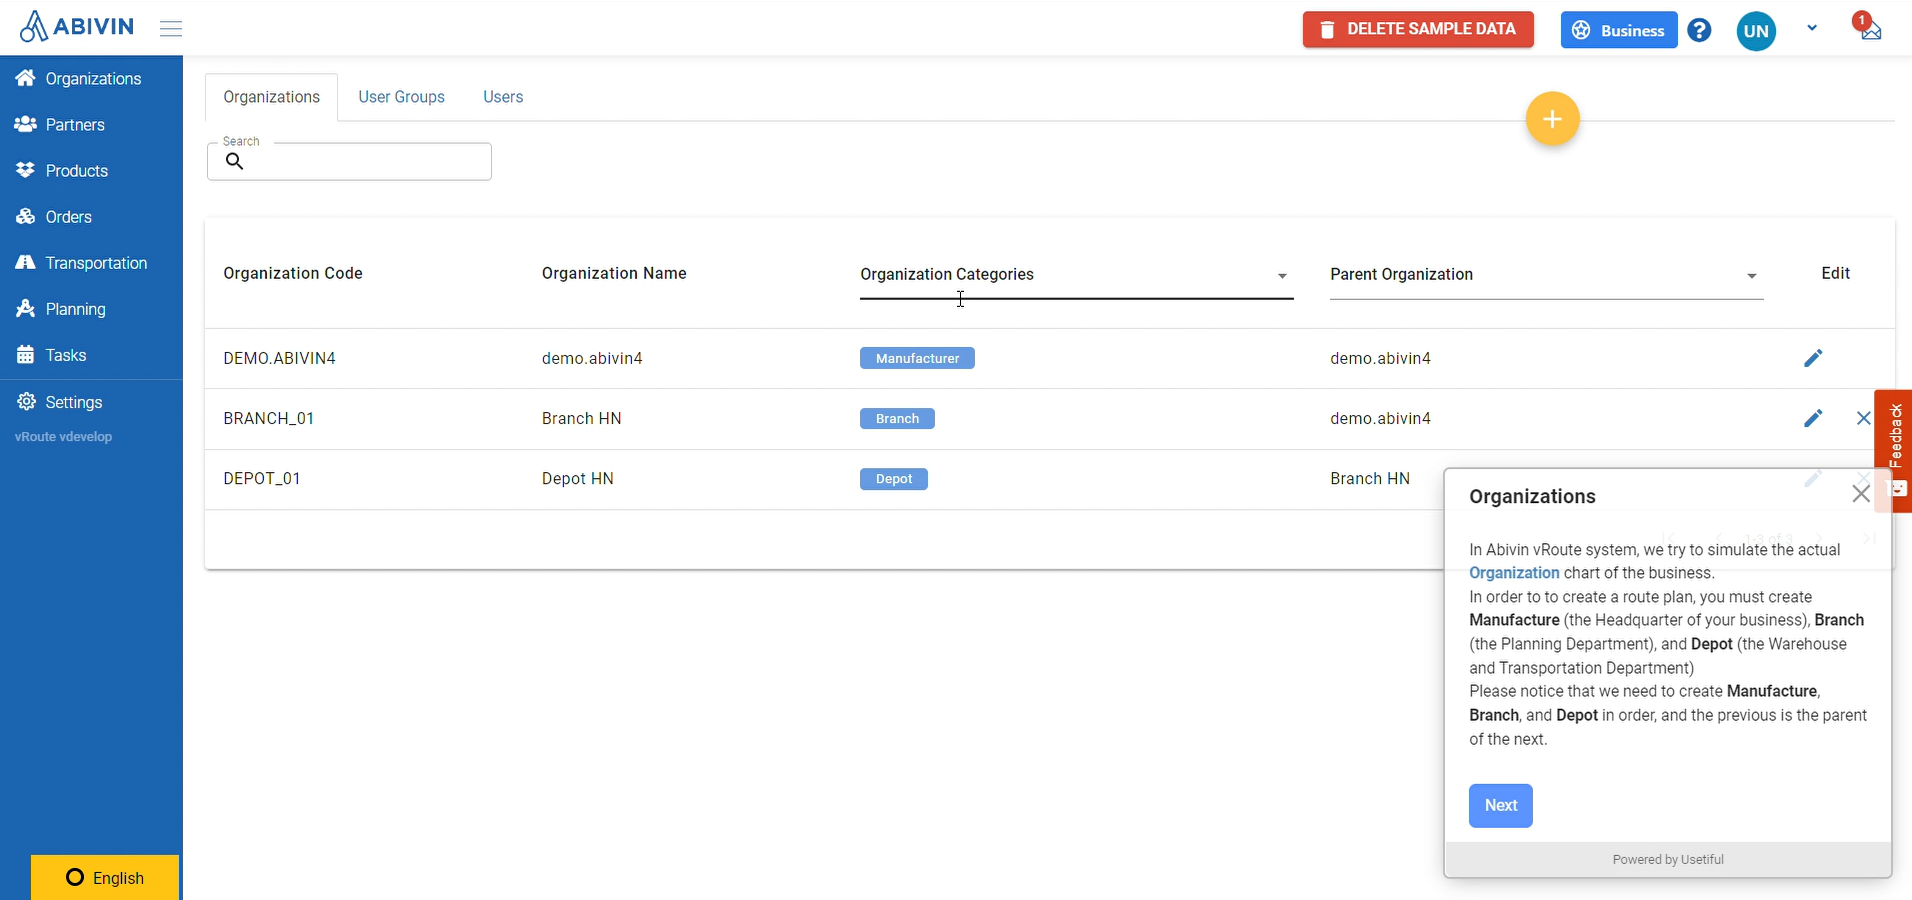 ABIVIN
DELETE SAMPLE DATA
Business
?
UN
1
Organizations
Partners
Products
Orders
Transportation
Planning
Tasks
Settings
vRoute vdevelop
English
Organizations User Groups Users
+
Search
Organization Code Organization Name Organization Categories Parent Organization Edit
DEMO.ABIVIN4 demo.abivin4 Manufacturer demo.abivin4
BRANCH_01 Branch HN Branch demo.abivin4
DEPOT_01 Depot HN Depot Branch HN
1-3 of 3
Feedback
Organizations
In Abivin vRoute system, we try to simulate the actual
Organization chart of the business.
In order to to create a route plan, you must create
Manufacture (the Headquarter of your business), Branch
(the Planning Department), and Depot (the Warehouse
and Transportation Department)
Please notice that we need to create Manufacture,
Branch, and Depot in order, and the previous is the parent
of the next.
Next
Powered by Usetiful